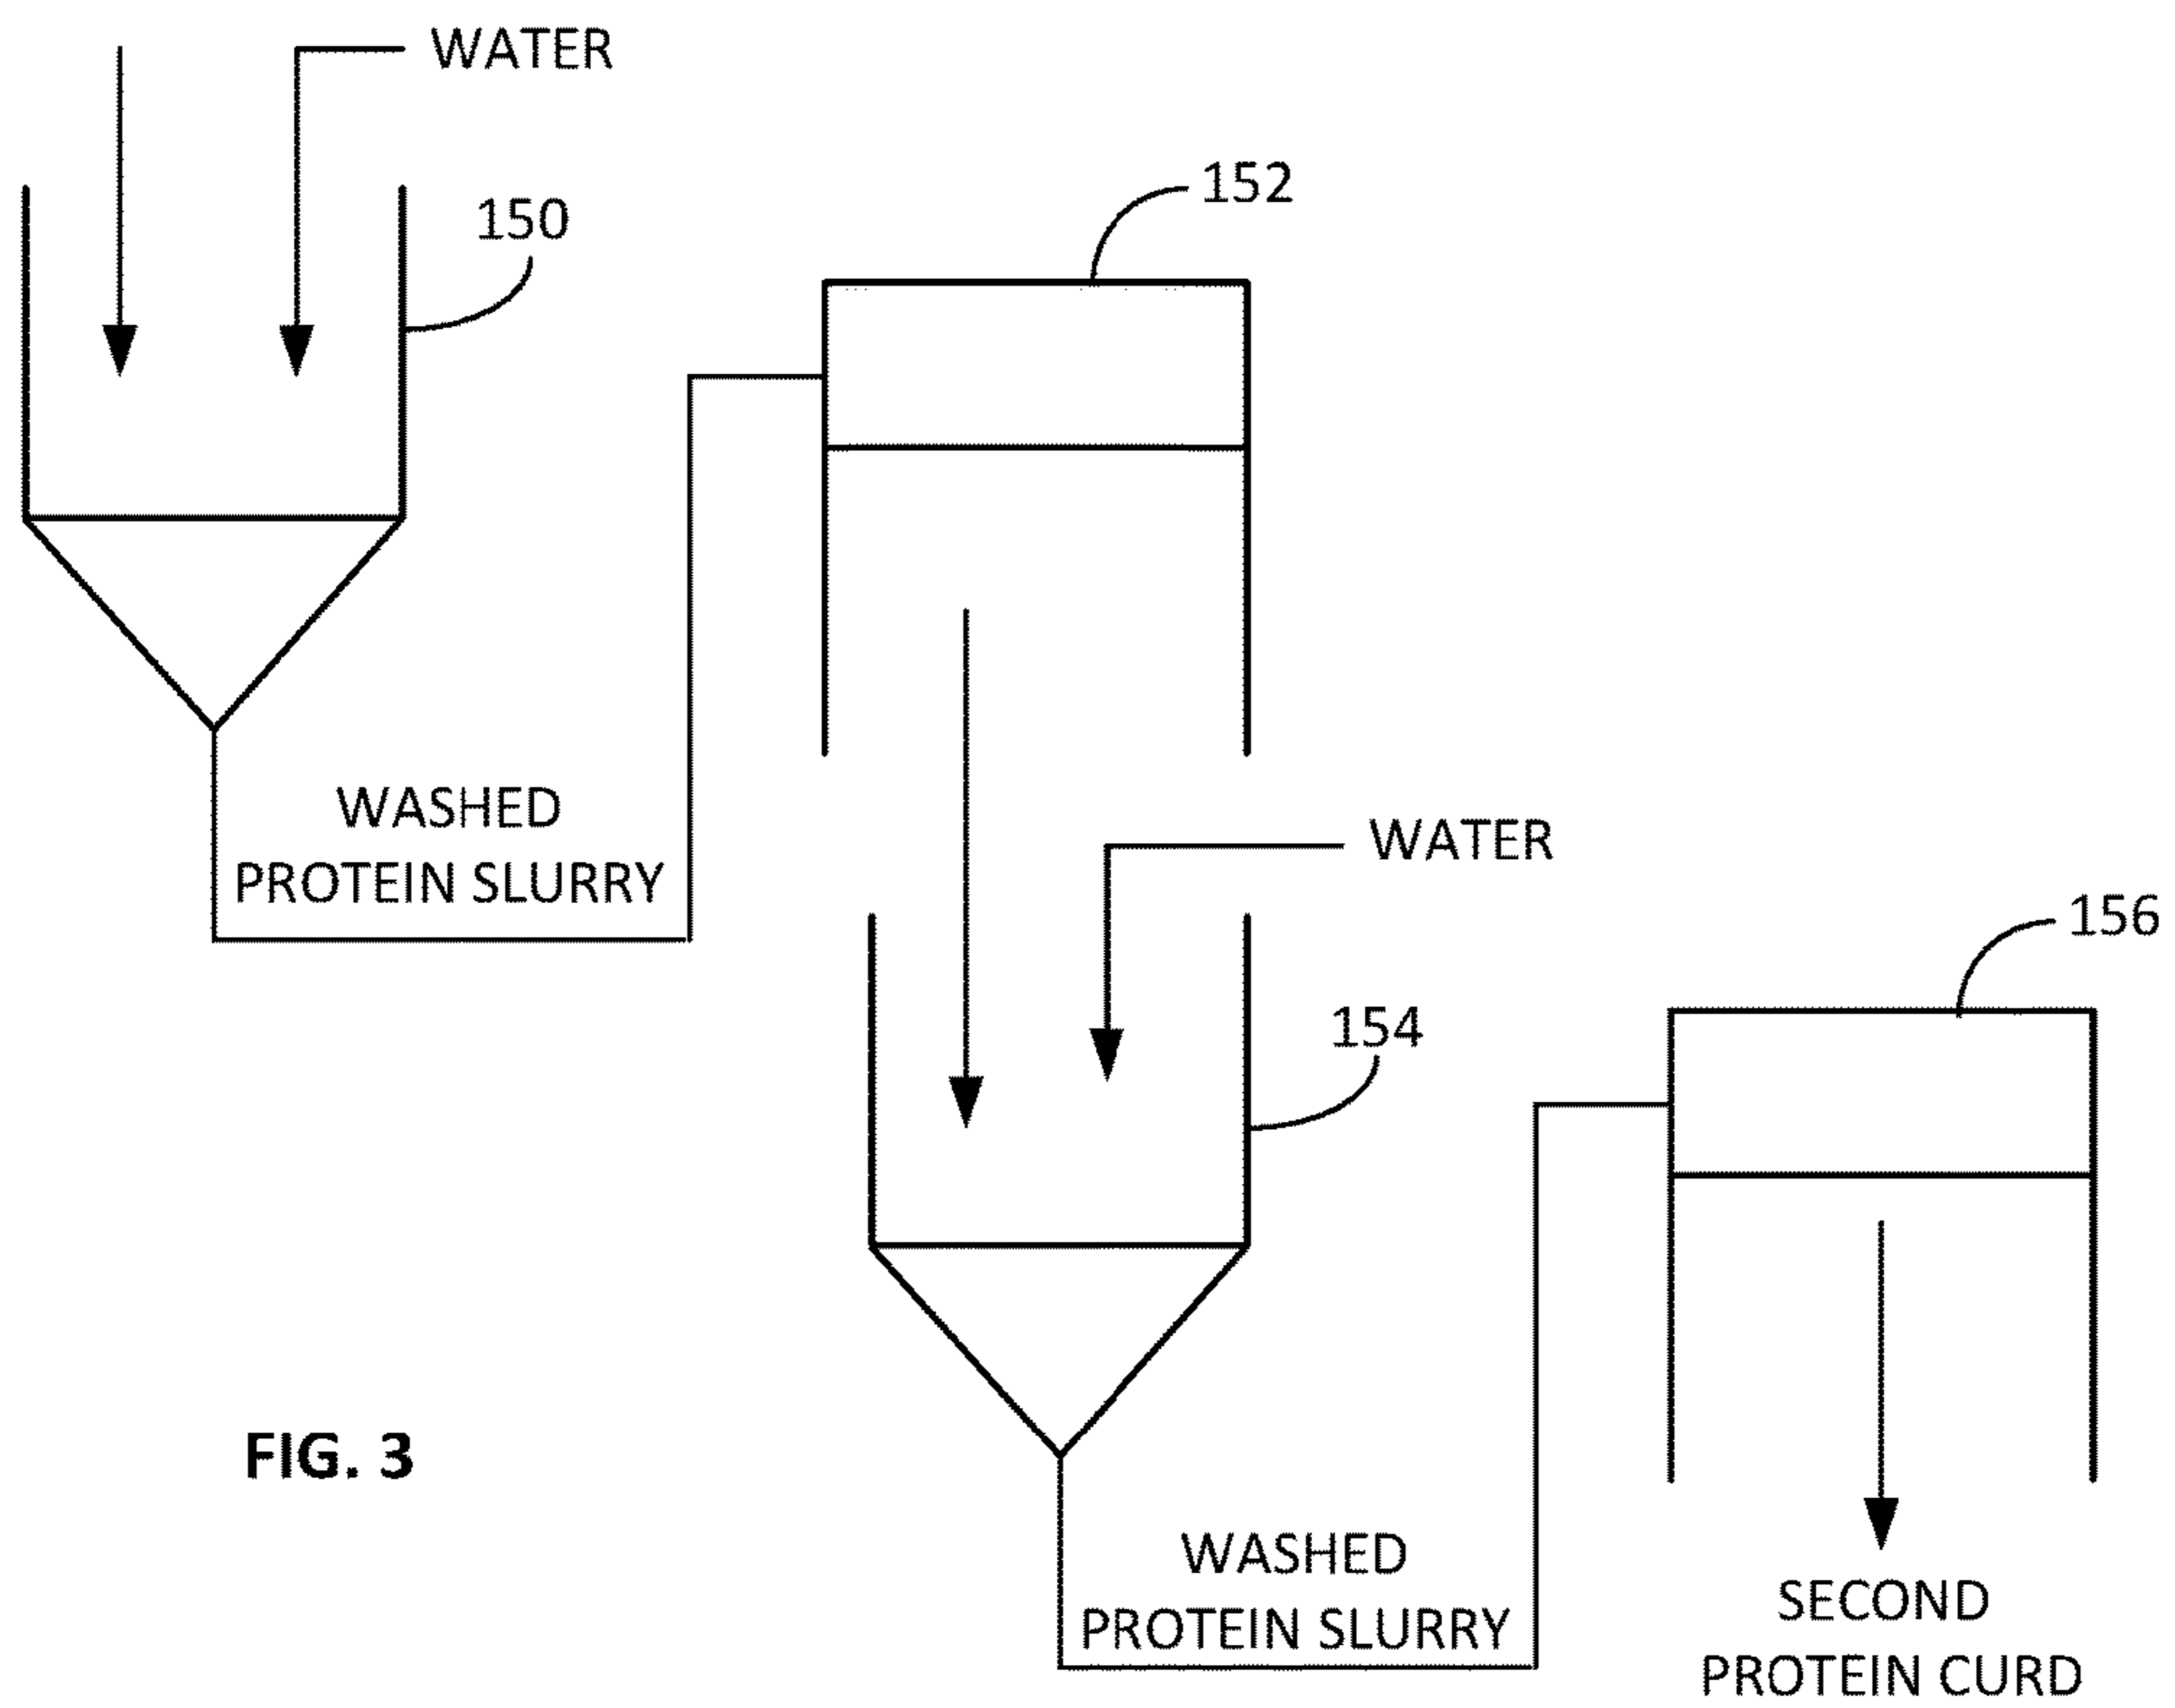 WATER
150
152
WASHED
PROTEIN SLURRY
WATER
156
154
FIG. 3
WASHED
PROTEIN SLURRY
SECOND
PROTEIN CURD